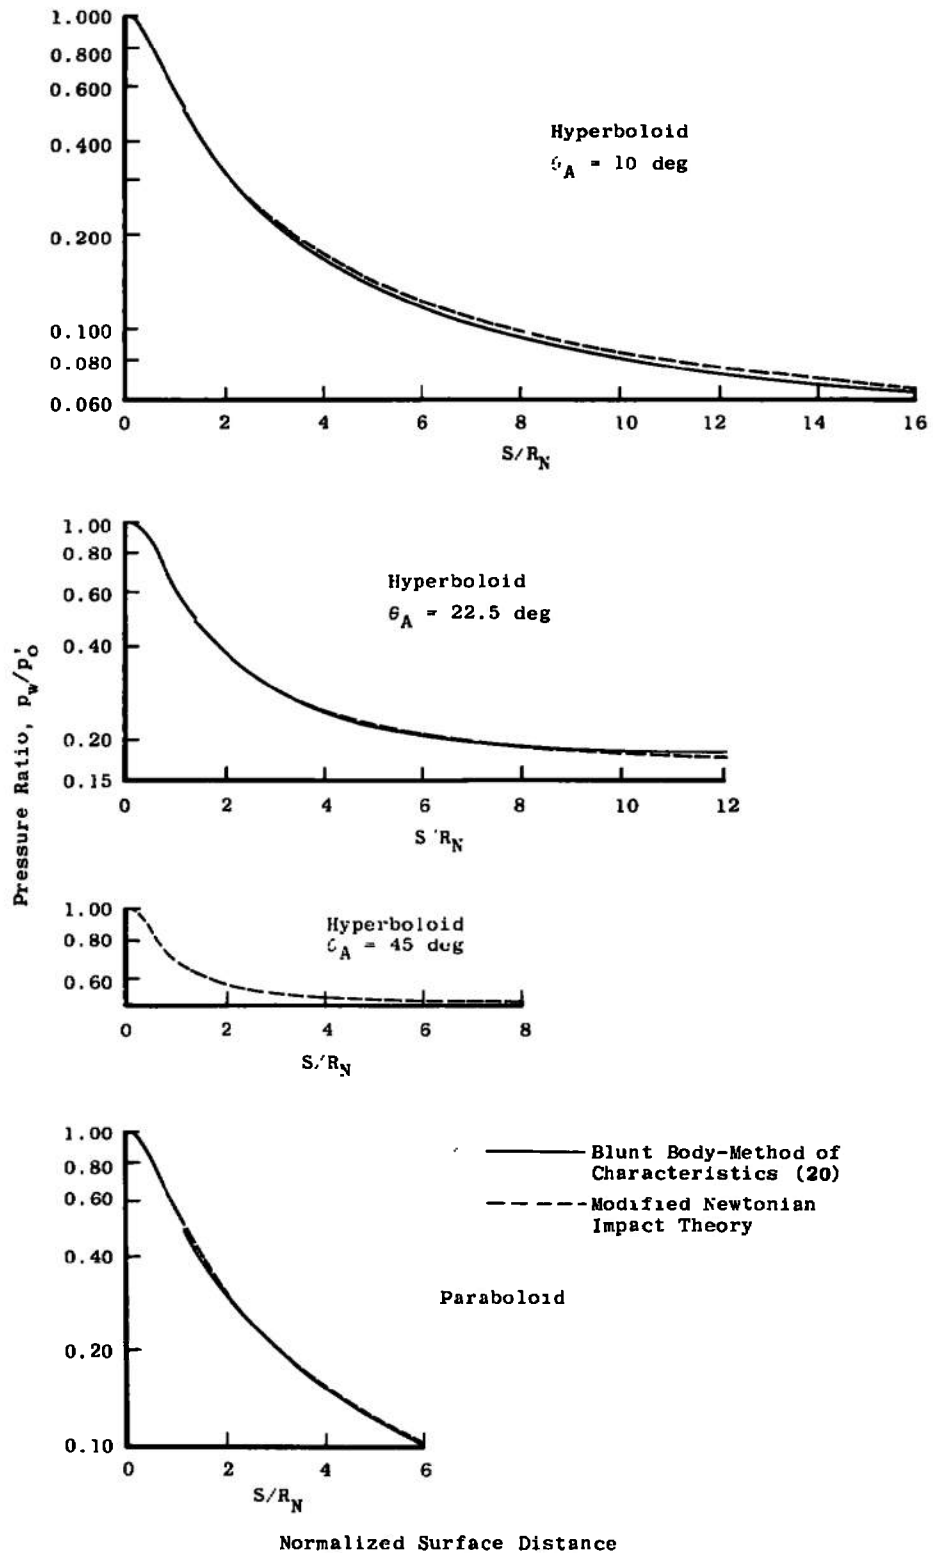 1.000
0.800
0.600
0.400
0.200
0.100
0.080
0.060
0 2 4 6 8 10 12 14 16
S/R_N
Hyperboloid
θ_A = 10 deg
Pressure Ratio, p_w/p'_o
1.00
0.80
0.60
0.40
0.20
0.15
0 2 4 6 8 10 12
S/R_N
Hyperboloid
θ_A = 22.5 deg
1.00
0.80
0.60
0 2 4 6 8
S/R_N
Hyperboloid
θ_A = 45 deg
1.00
0.80
0.60
0.40
0.20
0.10
0 2 4 6
S/R_N
Blunt Body-Method of
Characteristics (20)
Modified Newtonian
Impact Theory
Paraboloid
Normalized Surface Distance